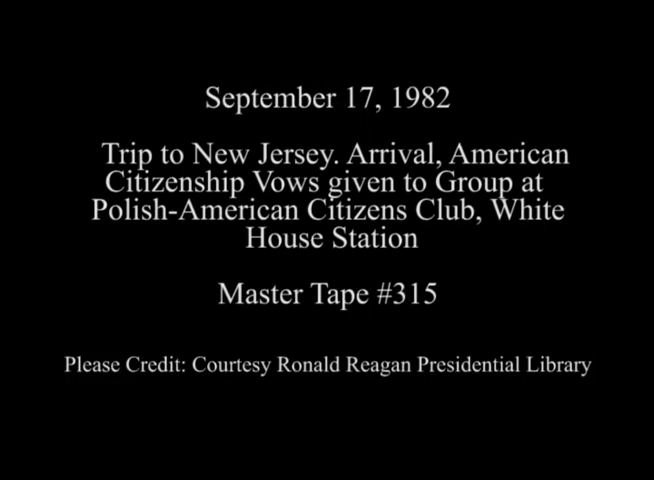 September 17, 1982
Trip to New Jersey. Arrival, American
Citizenship Vows given to Group at
Polish-American Citizens Club, White
House Station
Master Tape #315
Please Credit: Courtesy Ronald Reagan Presidential Library